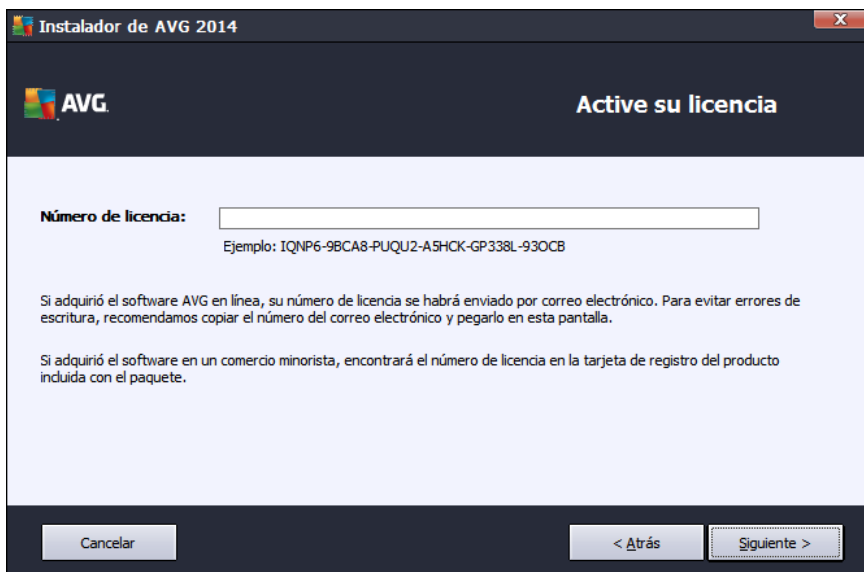 Instalador de AVG 2014
AVG.
Active su licencia
Número de licencia:
Ejemplo: IQNP6-9BCA8-PUQU2-A5HCK-GP338L-93OCB
Si adquirió el software AVG en línea, su número de licencia se habrá enviado por correo electrónico. Para evitar errores de
escritura, recomendamos copiar el número del correo electrónico y pegarlo en esta pantalla.
Si adquirió el software en un comercio minorista, encontrará el número de licencia en la tarjeta de registro del producto
incluida con el paquete.
Cancelar
< Atrás
Siguiente >